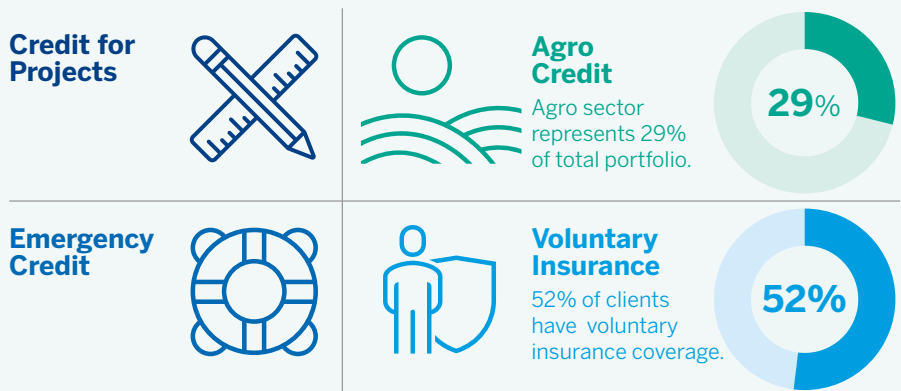 Credit for
Projects
Agro
Credit
Agro sector
represents 29%
of total portfolio.
29%
Emergency
Credit
Voluntary
Insurance
52% of clients
have voluntary
insurance coverage.
52%